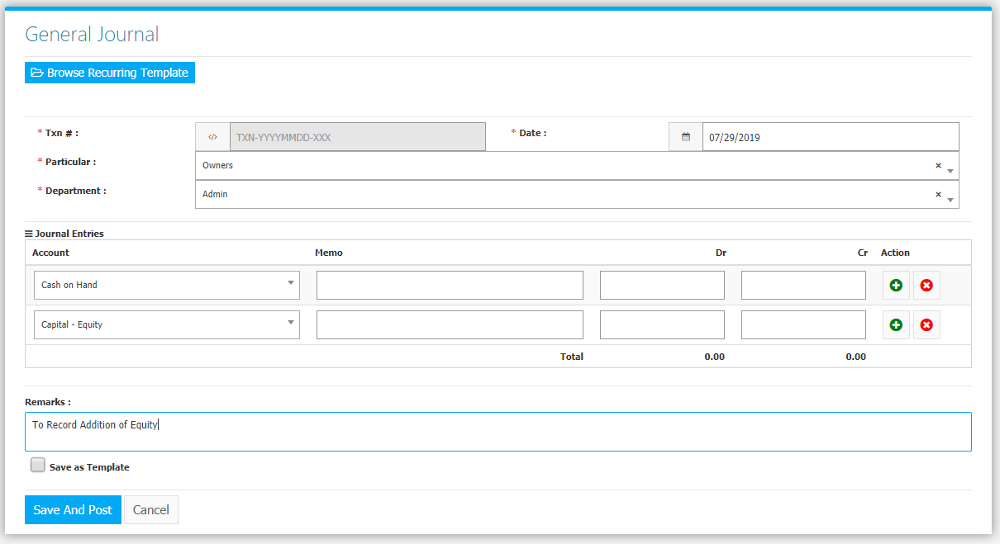 General Journal
Browse Recurring Template
* Txn # : </> TXN-YYYYMMDD-XXX * Date : 07/29/2019
* Particular : Owners ×
* Department : Admin ×
Journal Entries
Account Memo Dr Cr Action
Cash on Hand
Capital - Equity
Total 0.00 0.00
Remarks :
To Record Addition of Equity
Save as Template
Save And Post Cancel